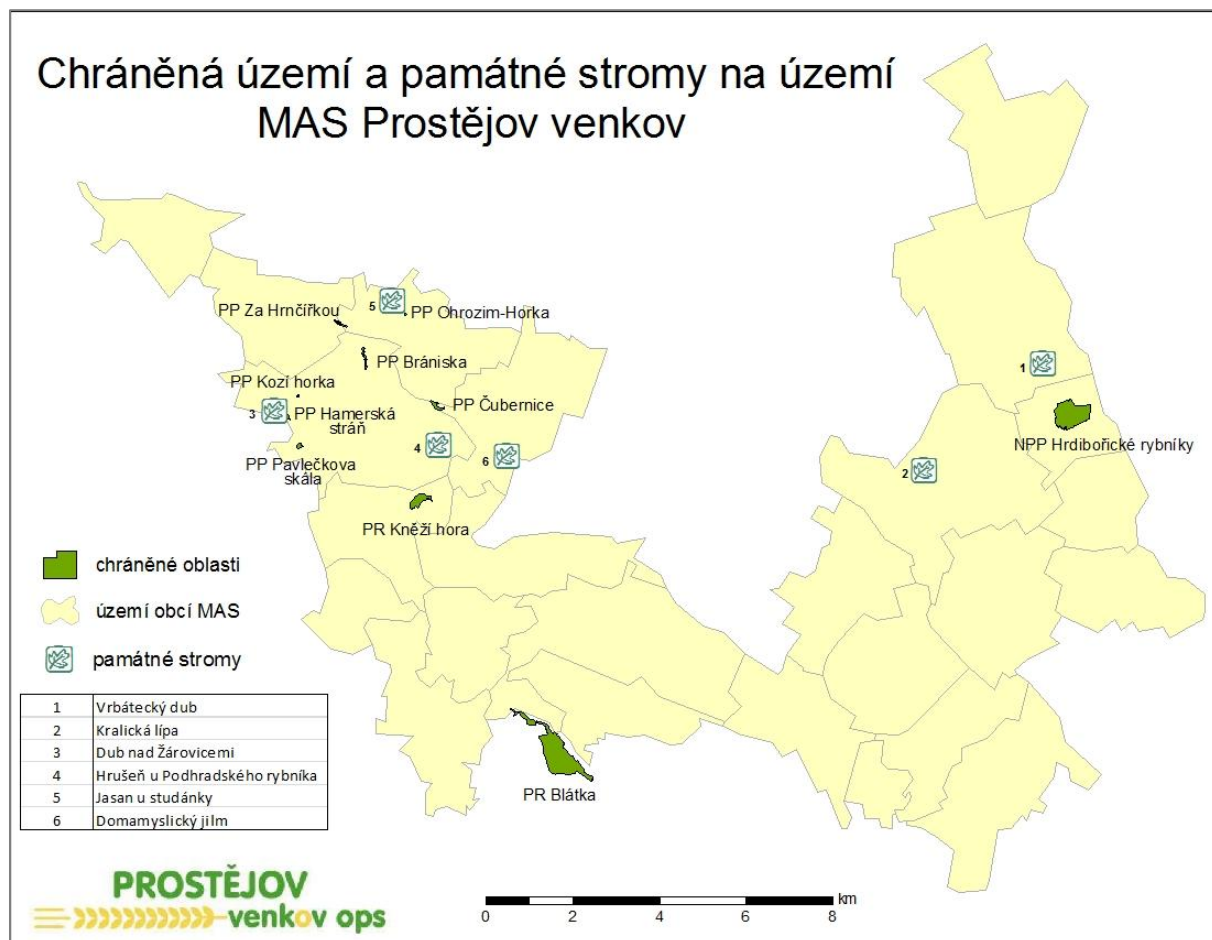 Chráněná území a památné stromy na území
MAS Prostějov venkov
PP Za Hrnčířkou
5
PP Ohrozim-Horka
PP Brániska
PP Kozí horka
3
PP Hamerská
stráň
PP Čubernice
4
6
PP Pavlečkova
skála
PR Kněží hora
1
NPP Hrdibořické rybníky
2
chráněné oblasti
území obcí MAS
památné stromy
1 Vrbátecký dub
2 Kralická lípa
3 Dub nad Žárovicemi
4 Hrušeň u Podhradského rybníka
5 Jasan u studánky
6 Domamyslický jilm
PR Blátka
PROSTĚJOV
venkov ops
km
0 2 4 6 8